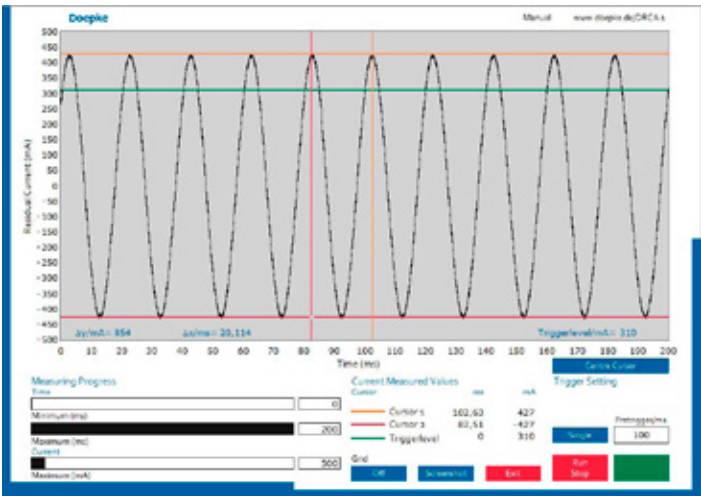 Doepke
Manual
500
450
400
350
300
250
200
150
100
50
0
-50
-100
-150
-200
-250
-300
-350
-400
-450
-500
Residual Current (mA)
Δy/mA= 854 Δx/ms= 20,114 Triggerlevel/mA= 310
0 10 20 30 40 50 60 70 80 90 100 110 120 130 140 150 160 170 180 190 200
Time (ms)
Centre Cursor
Measuring Progress Current Measured Values Trigger Setting
Time Cursor ms mA
0
Minimum (ms) Cursor 1 102,63 427
200 Cursor 2 82,51 -427
Maximum (ms) Triggerlevel 0 310
Pretrigger/ms
Single 100
Current
500
Maximum (mA)
Grid
Off Screenshot Exit Run
Stop